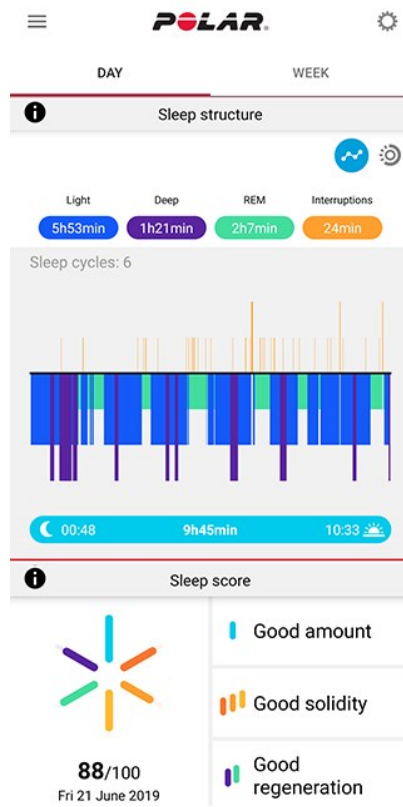 POLAR.
DAY WEEK
Sleep structure
Light Deep REM Interruptions
5h53min 1h21min 2h7min 24min
Sleep cycles: 6
00:48 9h45min 10:33
Sleep score
Good amount
Good solidity
88/100
Fri 21 June 2019
Good
regeneration